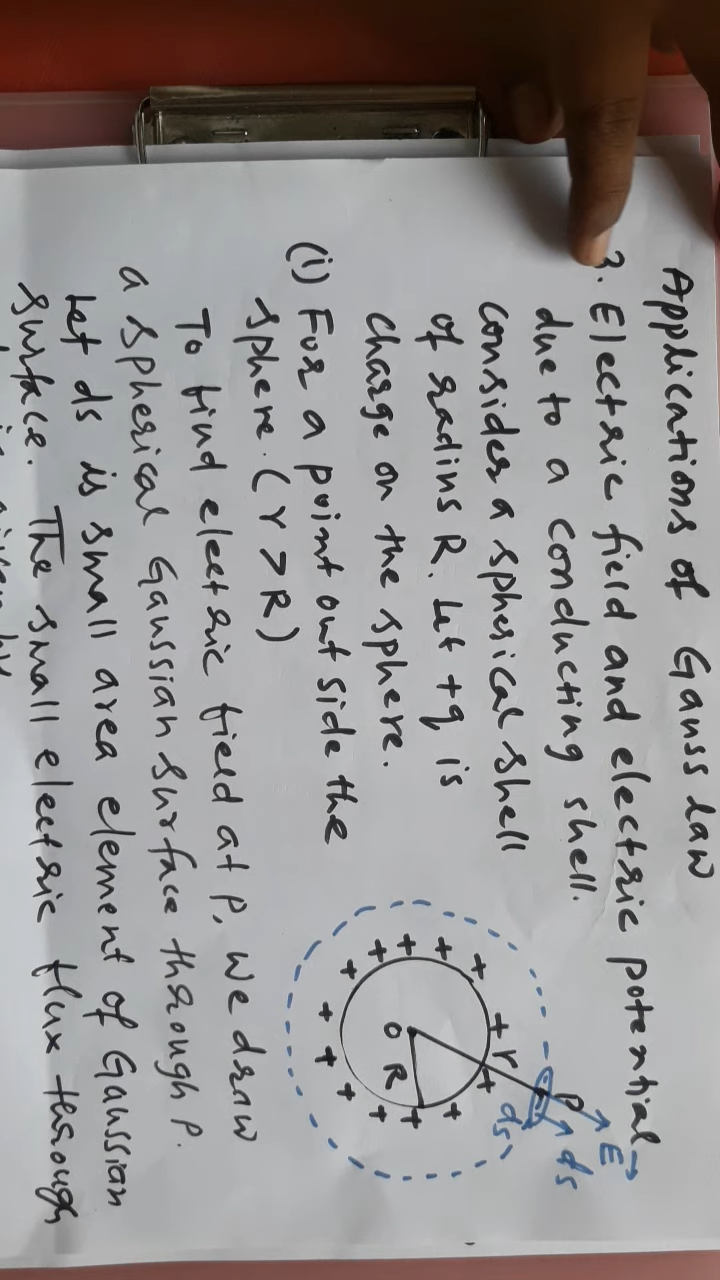 Applications of Gauss law
3. Electric field and electric potential
due to a conducting shell.
consider a spherical shell
of radius R. Let +q is
charge on the sphere.
(i) For a point out side the
sphere. (r > R)
To find electric field at P, we draw
a spherical Gaussian surface through P.
Let ds is small area element of Gaussian
surface. The small electric flux through
E
P
ds
ds
r
O
R
+ + + + + + + + + + + + + + +